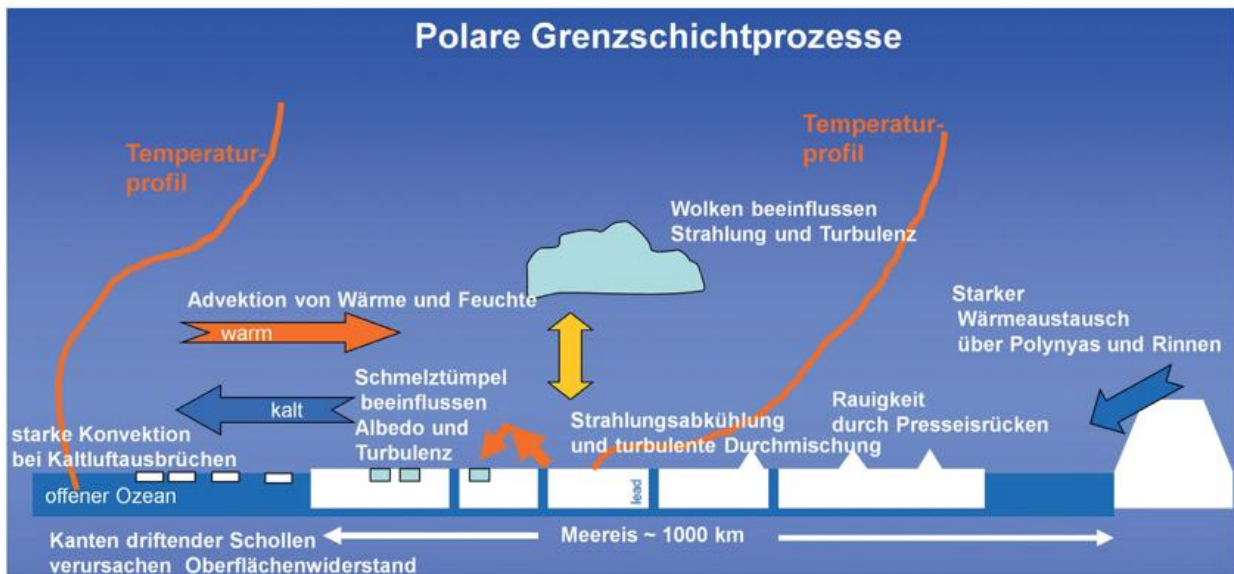 Polare Grenzschichtprozesse
Temperatur-
profil
Temperatur-
profil
Wolken beeinflussen
Strahlung und Turbulenz
Advektion von Wärme und Feuchte
warm
kalt
Starker
Wärmeaustausch
über Polynyas und Rinnen
Schmelztümpel
beeinflussen
Albedo und
Turbulenz
Strahlungsabkühlung
und turbulente Durchmischung
Rauigkeit
durch Presseisrücken
starke Konvektion
bei Kaltluftausbrüchen
offener Ozean
lead
Meereis ~ 1000 km
Kanten driftender Schollen
verursachen Oberflächenwiderstand